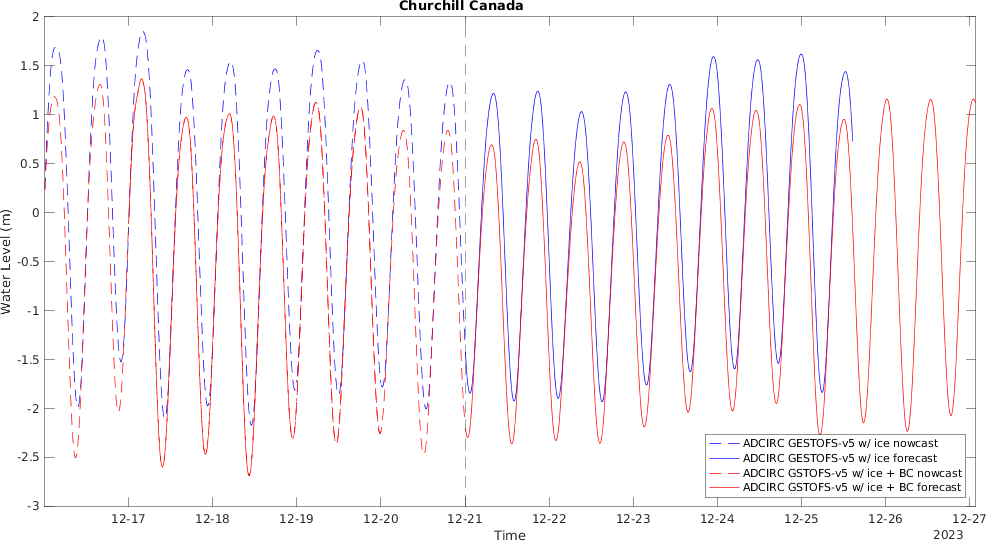 Churchill Canada
2
1.5
1
0.5
0
-0.5
-1
-1.5
-2
-2.5
-3
Water Level (m)
ADCIRC GESTOFS-v5 w/ ice nowcast
ADCIRC GESTOFS-v5 w/ ice forecast
ADCIRC GSTOFS-v5 w/ ice + BC nowcast
ADCIRC GSTOFS-v5 w/ ice + BC forecast
12-17 12-18 12-19 12-20 12-21 12-22 12-23 12-24 12-25 12-26 12-27
Time
2023